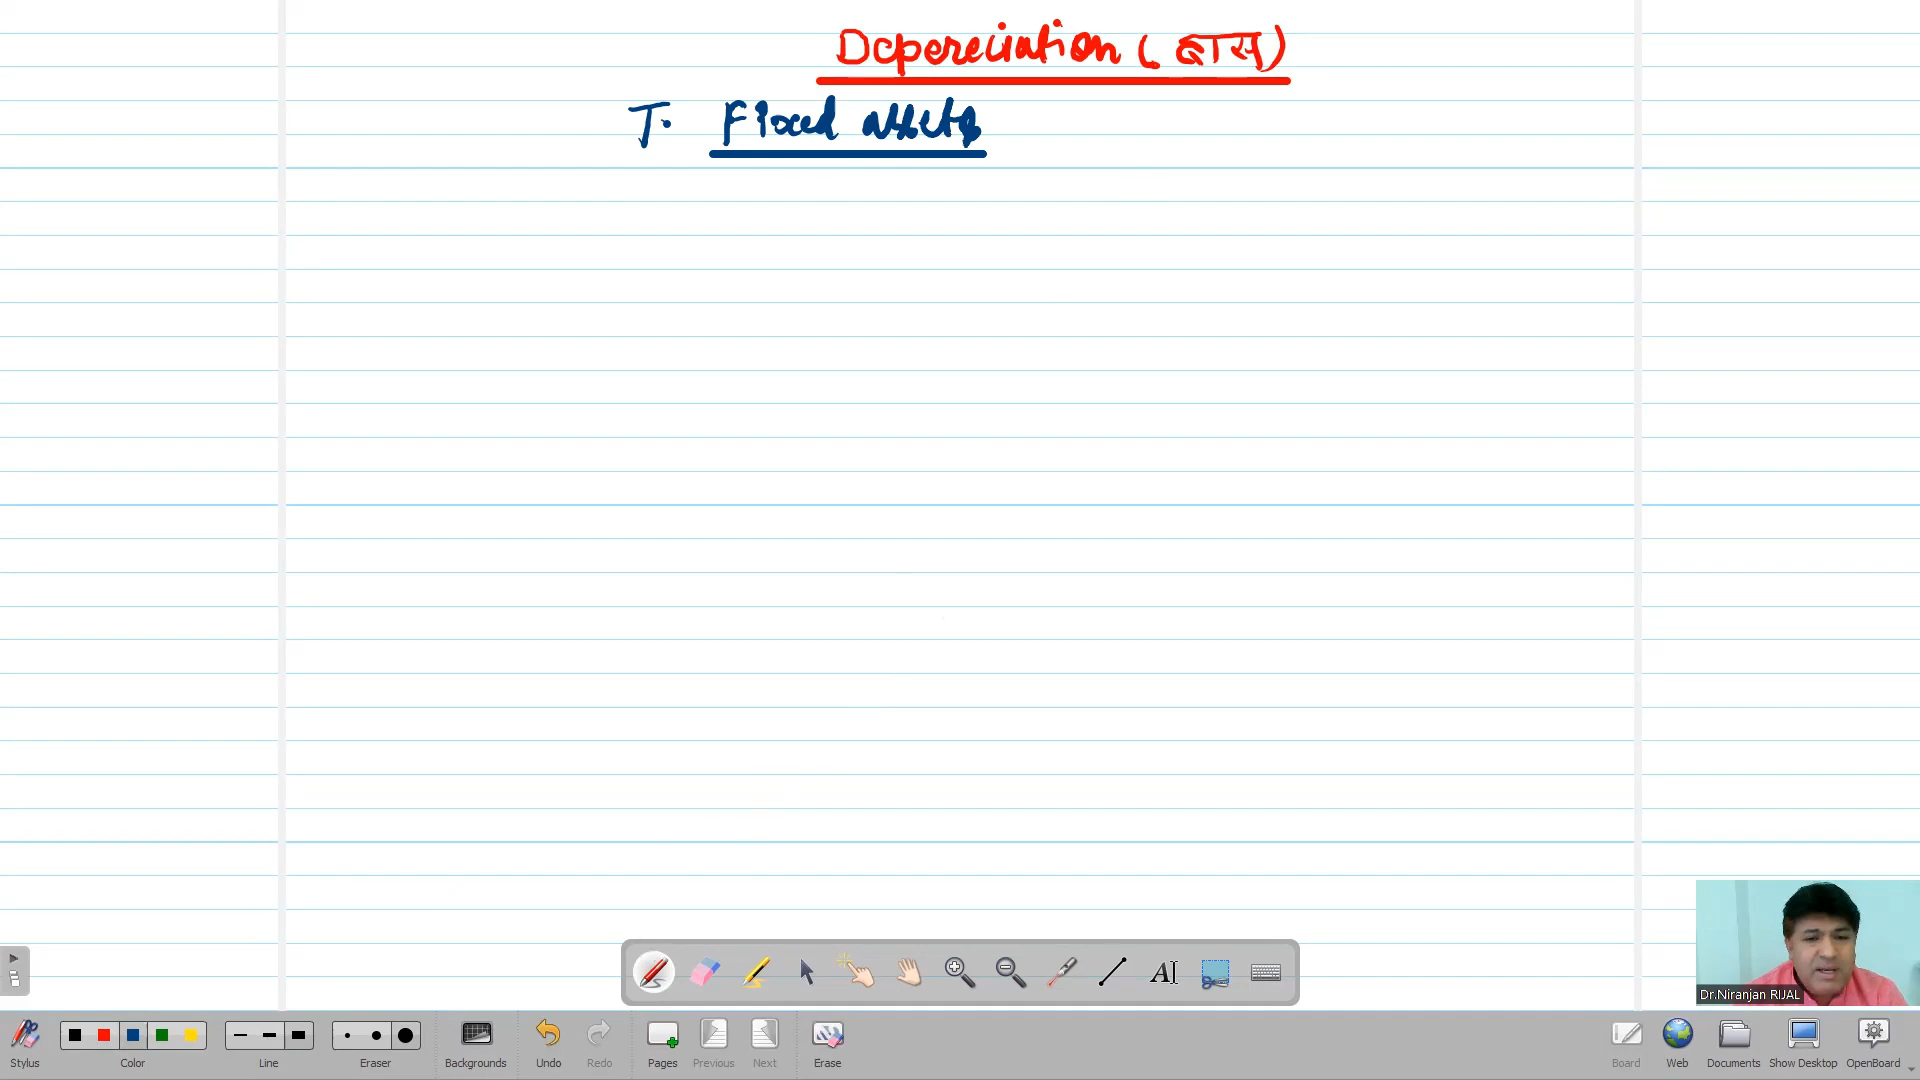 Depereciation (ह्रास)
I. Fixed assets
Dr.Niranjan RIJAL
Stylus Color Line Eraser Backgrounds Undo Redo Pages Previous Next Erase Board Web Documents Show Desktop OpenBoard